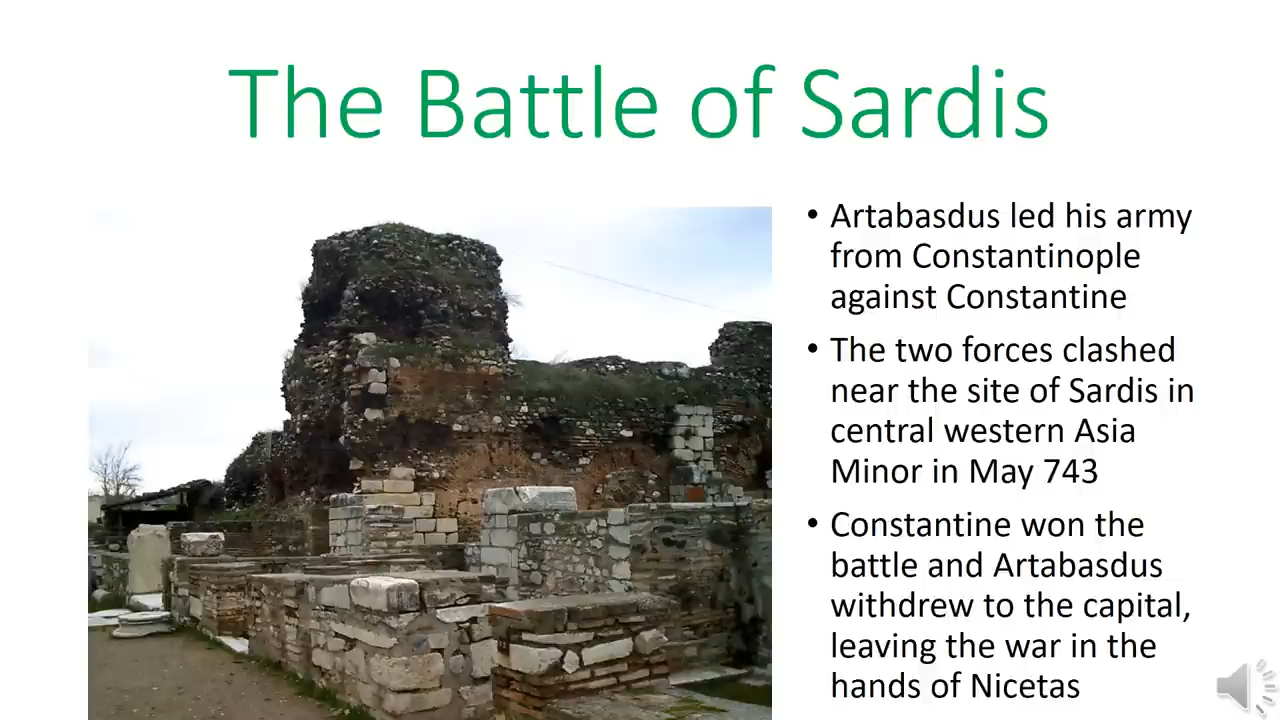 The Battle of Sardis
• Artabasdus led his army
from Constantinople
against Constantine
• The two forces clashed
near the site of Sardis in
central western Asia
Minor in May 743
• Constantine won the
battle and Artabasdus
withdrew to the capital,
leaving the war in the
hands of Nicetas